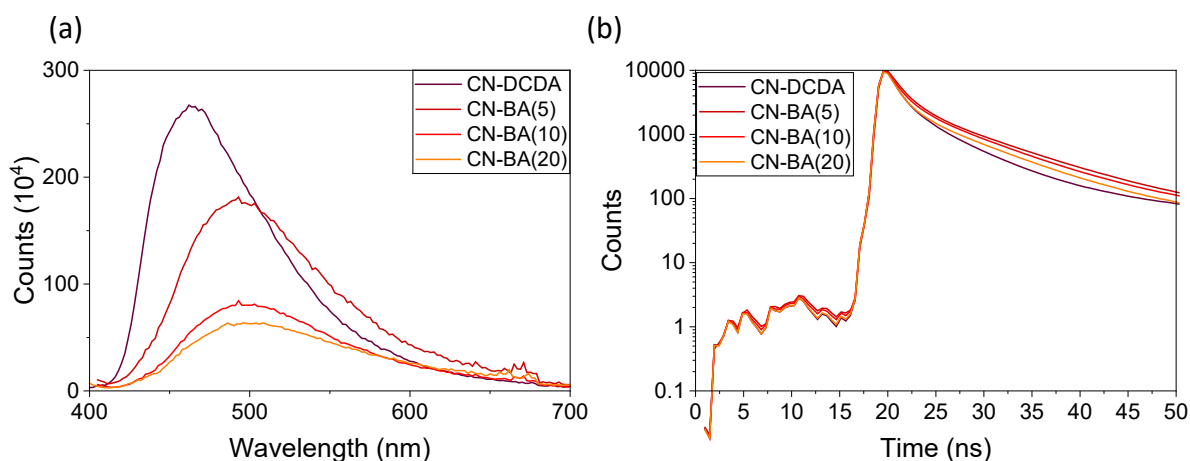 (a)
300
200
100
0
400
500
600
700
Counts (10⁴)
Wavelength (nm)
CN-DCDA
CN-BA(5)
CN-BA(10)
CN-BA(20)
(b)
10000
1000
100
10
1
0.1
0
5
10
15
20
25
30
35
40
45
50
Counts
Time (ns)
CN-DCDA
CN-BA(5)
CN-BA(10)
CN-BA(20)